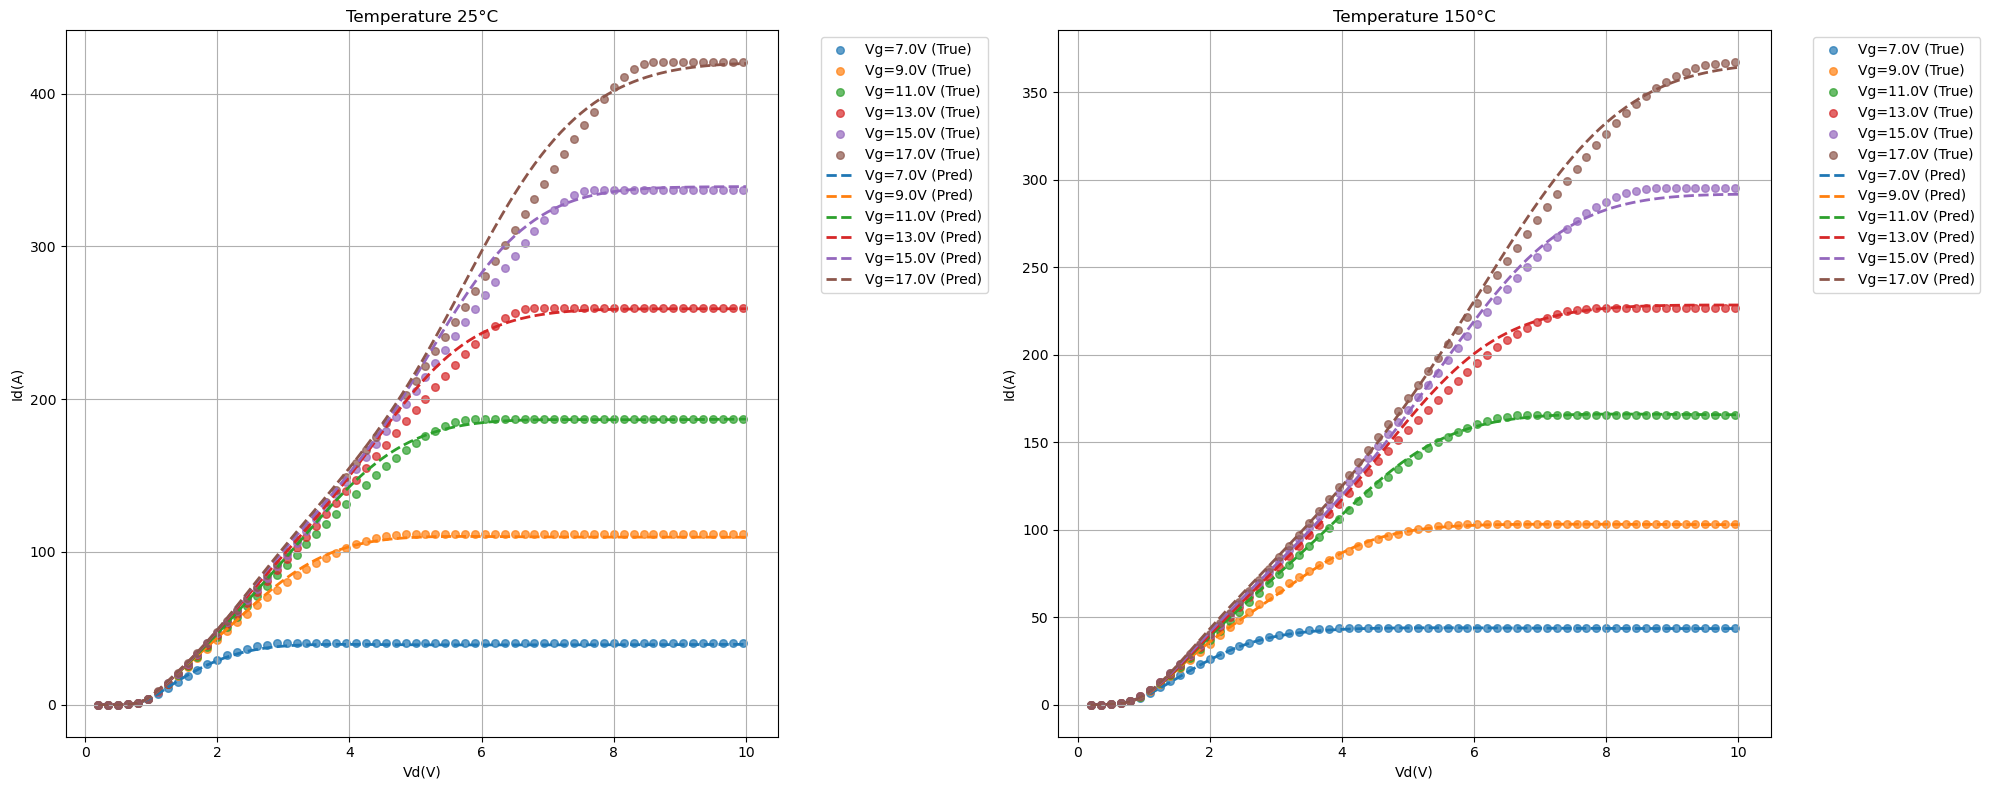 Temperature 25°C
Id(A)
400
300
200
100
0
0 2 4 6 8 10
Vd(V)
Vg=7.0V (True)
Vg=9.0V (True)
Vg=11.0V (True)
Vg=13.0V (True)
Vg=15.0V (True)
Vg=17.0V (True)
Vg=7.0V (Pred)
Vg=9.0V (Pred)
Vg=11.0V (Pred)
Vg=13.0V (Pred)
Vg=15.0V (Pred)
Vg=17.0V (Pred)
Temperature 150°C
Id(A)
350
300
250
200
150
100
50
0
0 2 4 6 8 10
Vd(V)
Vg=7.0V (True)
Vg=9.0V (True)
Vg=11.0V (True)
Vg=13.0V (True)
Vg=15.0V (True)
Vg=17.0V (True)
Vg=7.0V (Pred)
Vg=9.0V (Pred)
Vg=11.0V (Pred)
Vg=13.0V (Pred)
Vg=15.0V (Pred)
Vg=17.0V (Pred)